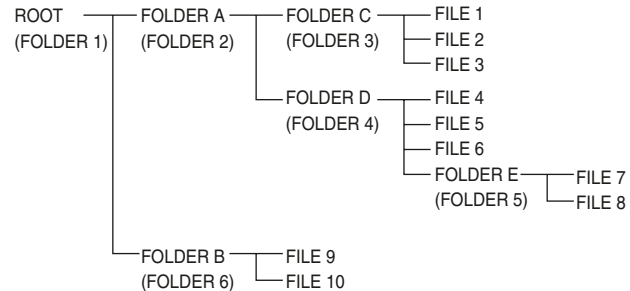 ROOT FOLDER A FOLDER C FILE 1
(FOLDER 1) (FOLDER 2) (FOLDER 3) FILE 2
FILE 3
FOLDER D FILE 4
(FOLDER 4) FILE 5
FILE 6
FOLDER E FILE 7
(FOLDER 5) FILE 8
FOLDER B FILE 9
(FOLDER 6) FILE 10